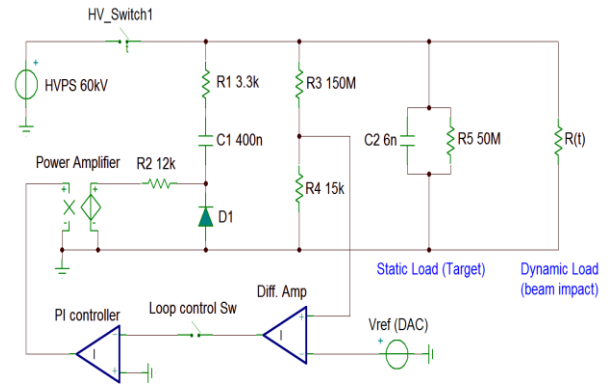 HV_Switch1
+
HVPS 60kV
R1 3.3k
R3 150M
C1 400n
C2 6n
R5 50M
R(t)
Power Amplifier
R2 12k
+
+
-
-
R4 15k
D1
Static Load (Target)
Dynamic Load
(beam impact)
Diff. Amp
PI controller
Loop control Sw
Vref (DAC)
-
I
+
I
+
-
+